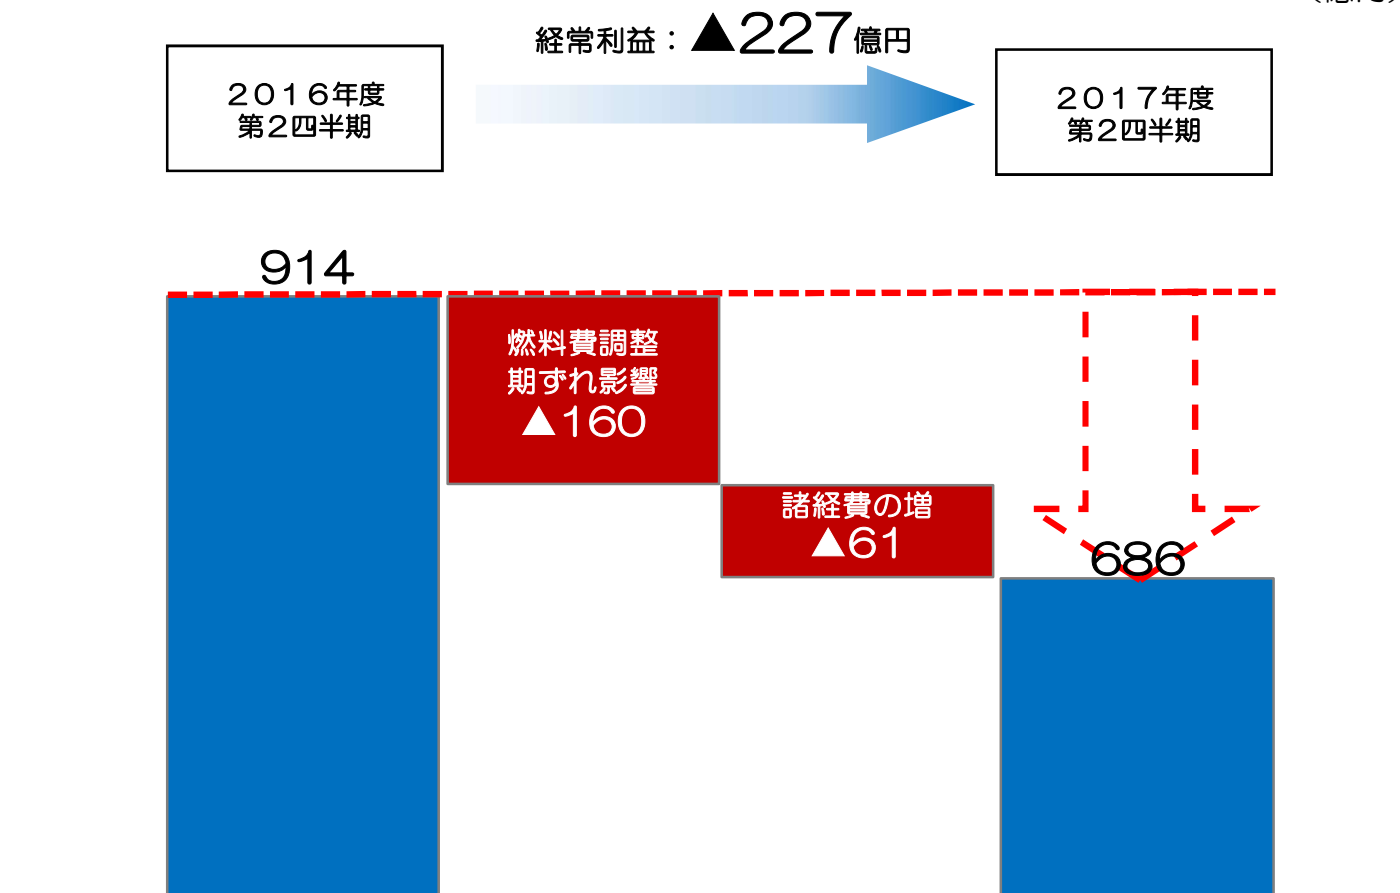 経常利益：▲227億円
２０１６年度
第２四半期
２０１７年度
第２四半期
914
燃料費調整
期ずれ影響
▲160
諸経費の増
▲61
686